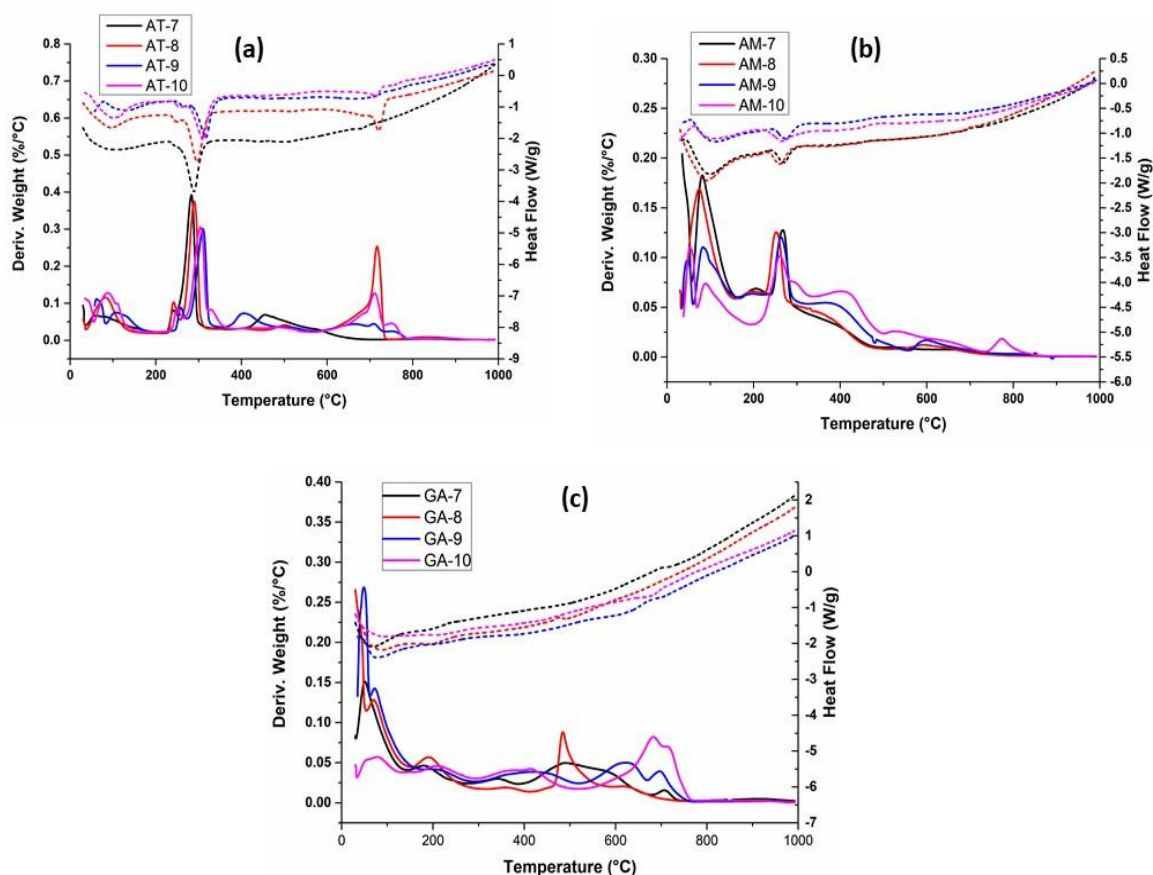 (a)
AT-7
AT-8
AT-9
AT-10
0.8
0.7
0.6
0.5
0.4
0.3
0.2
0.1
0.0
Deriv. Weight (%/°C)
1
0
-1
-2
-3
-4
-5
-6
-7
-8
-9
Heat Flow (W/g)
0 200 400 600 800 1000
Temperature (°C)
(b)
AM-7
AM-8
AM-9
AM-10
0.30
0.25
0.20
0.15
0.10
0.05
0.00
Deriv. Weight (%/°C)
0.5
0.0
-0.5
-1.0
-1.5
-2.0
-2.5
-3.0
-3.5
-4.0
-4.5
-5.0
-5.5
-6.0
Heat Flow (W/g)
0 200 400 600 800 1000
Temperature (°C)
(c)
GA-7
GA-8
GA-9
GA-10
0.40
0.35
0.30
0.25
0.20
0.15
0.10
0.05
0.00
Deriv. Weight (%/°C)
2
1
0
-1
-2
-3
-4
-5
-6
-7
Heat Flow (W/g)
0 200 400 600 800 1000
Temperature (°C)